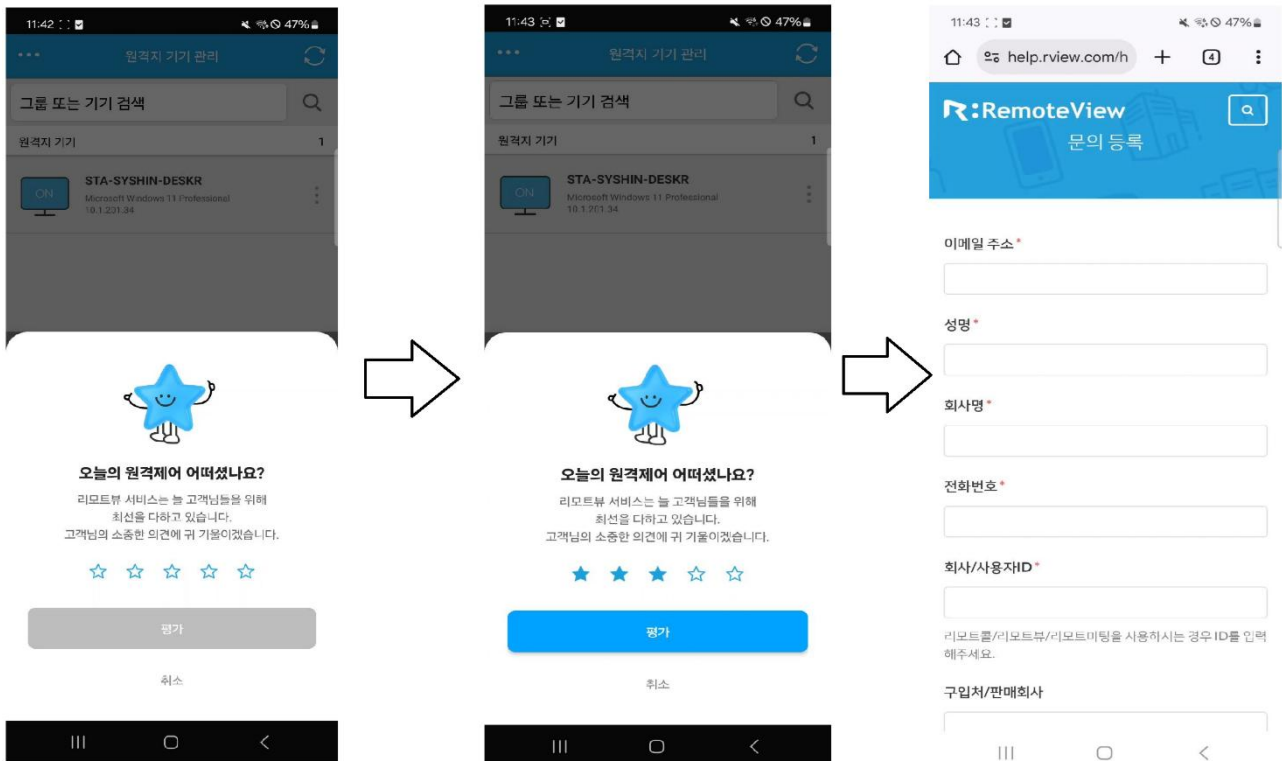 11:42
47%
원격지 기기 관리
그룹 또는 기기 검색
원격지 기기 1
ON
STA-SYSHIN-DESKR
Microsoft Windows 11 Professional
10.1.201.34
오늘의 원격제어 어떠셨나요?
리모트뷰 서비스는 늘 고객님들을 위해
최선을 다하고 있습니다.
고객님의 소중한 의견에 귀 기울이겠습니다.
평가
취소
11:43
47%
원격지 기기 관리
그룹 또는 기기 검색
원격지 기기 1
ON
STA-SYSHIN-DESKR
Microsoft Windows 11 Professional
10.1.201.34
오늘의 원격제어 어떠셨나요?
리모트뷰 서비스는 늘 고객님들을 위해
최선을 다하고 있습니다.
고객님의 소중한 의견에 귀 기울이겠습니다.
평가
취소
11:43
47%
help.rview.com/h
4
R:RemoteView
문의 등록
이메일 주소*
성명*
회사명*
전화번호*
회사/사용자ID*
리모트콜/리모트뷰/리모트미팅을 사용하시는 경우 ID를 입력
해주세요.
구입처/판매회사